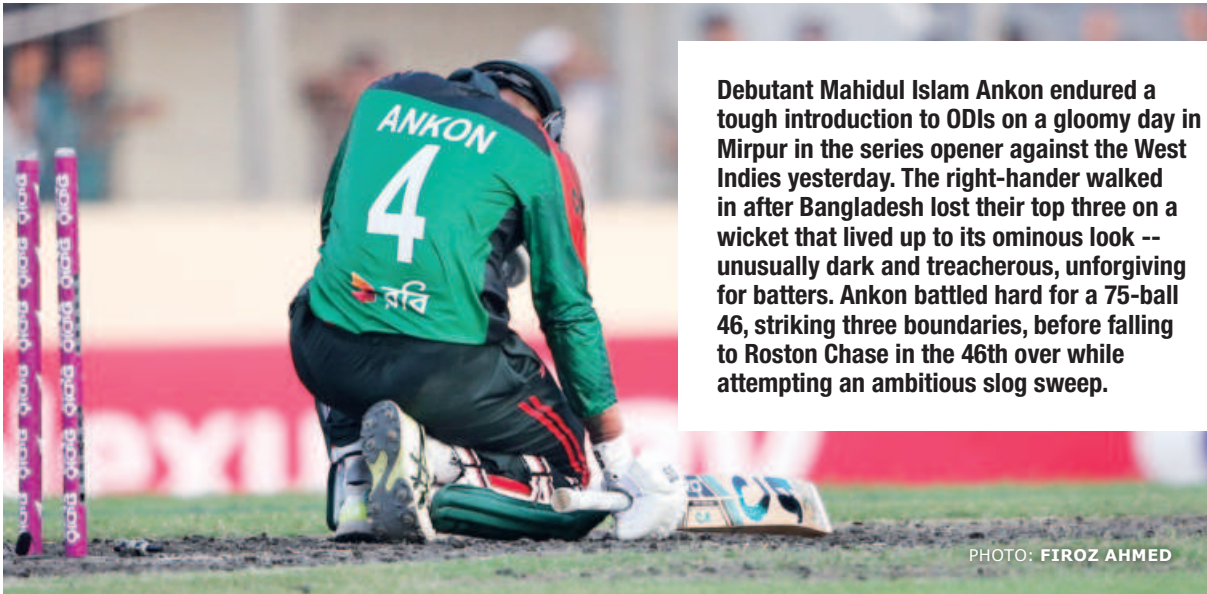 ANKON
4
রবি
Debutant Mahidul Islam Ankon endured a
tough introduction to ODIs on a gloomy day in
Mirpur in the series opener against the West
Indies yesterday. The right-hander walked
in after Bangladesh lost their top three on a
wicket that lived up to its ominous look --
unusually dark and treacherous, unforgiving
for batters. Ankon battled hard for a 75-ball
46, striking three boundaries, before falling
to Roston Chase in the 46th over while
attempting an ambitious slog sweep.
PHOTO: FIROZ AHMED